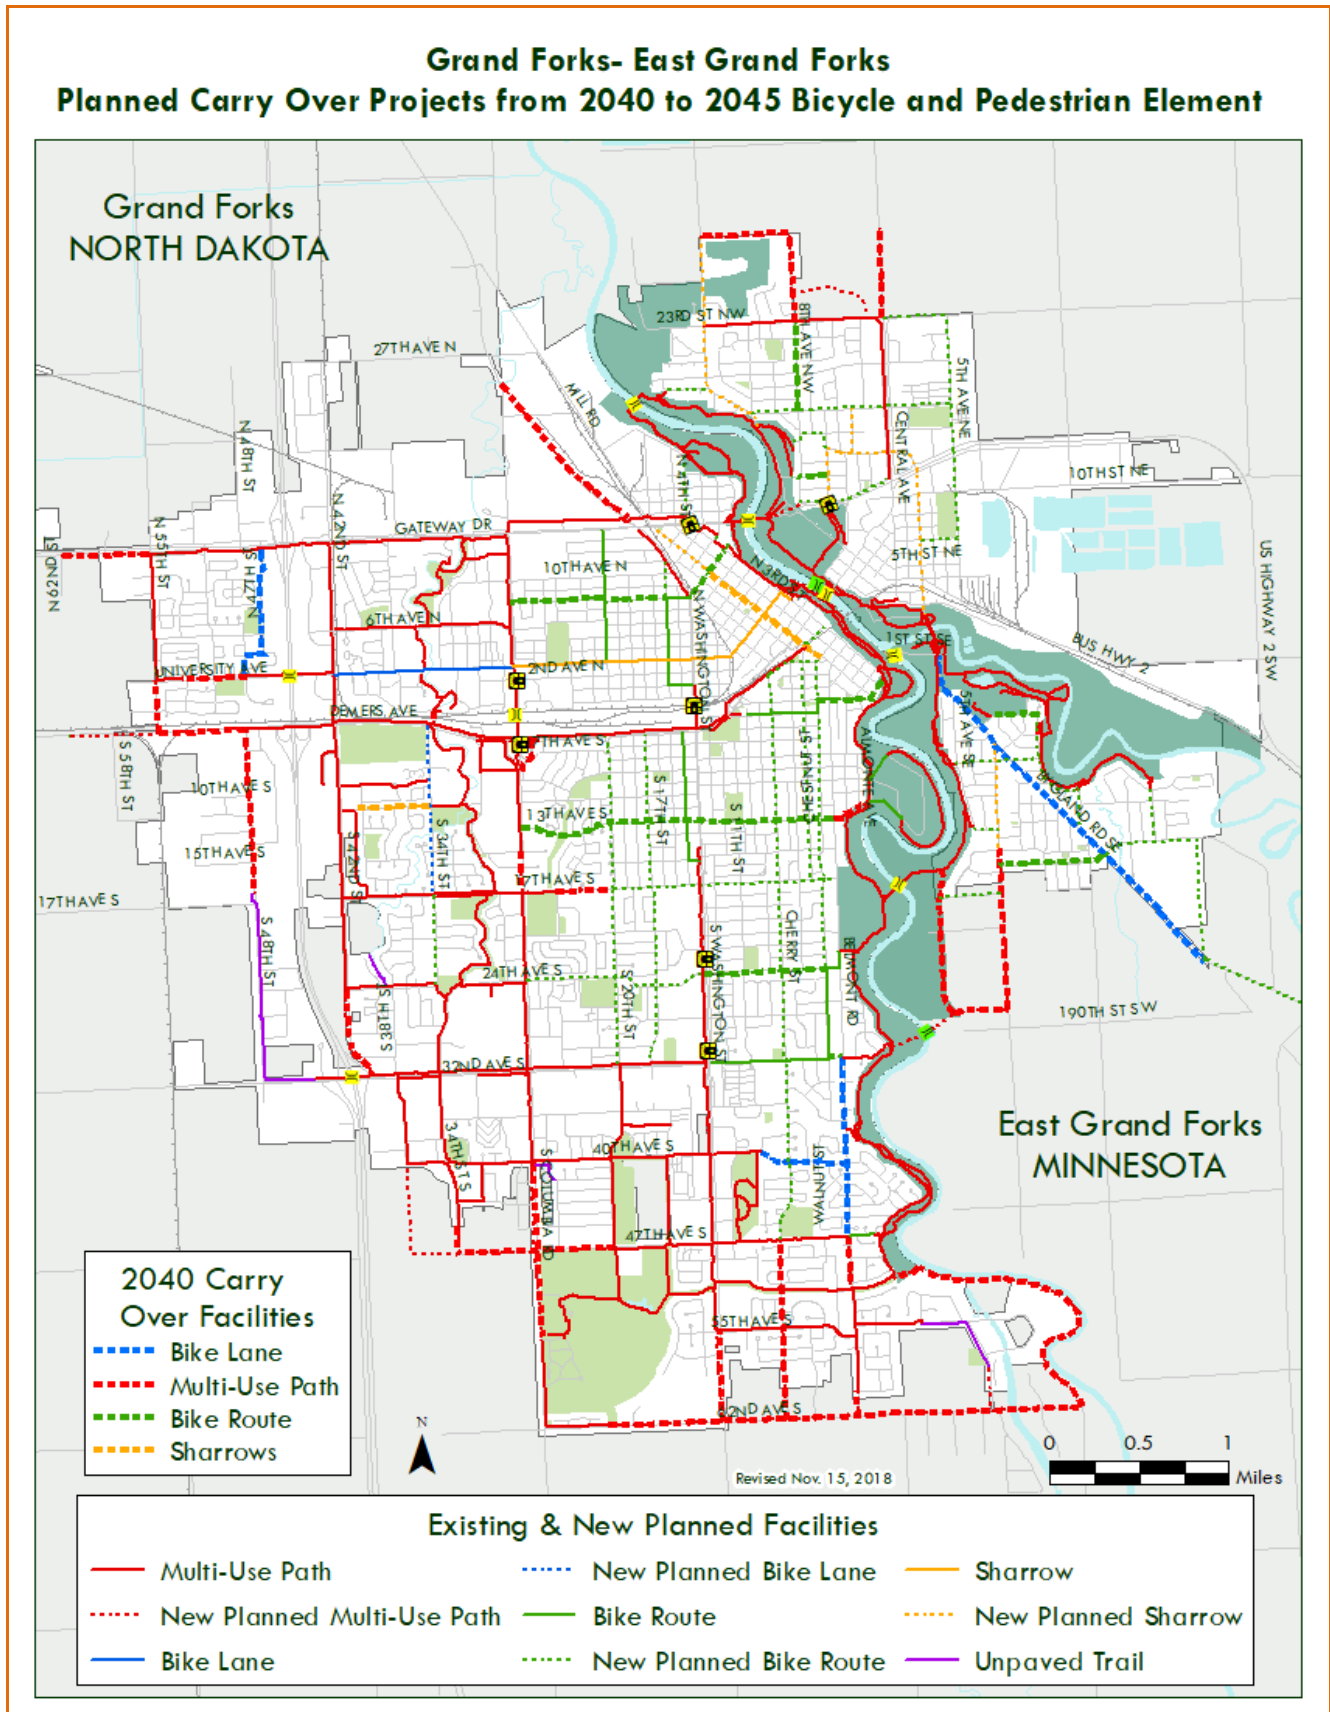 Grand Forks- East Grand Forks
Planned Carry Over Projects from 2040 to 2045 Bicycle and Pedestrian Element
Grand Forks
NORTH DAKOTA
23RD ST NW
8TH AVE NW
27TH AVE N
MILL RD
5TH AVE NE
CENTRAL AVE
N 48TH ST
10TH ST NE
N 4TH ST
N 42ND ST
GATEWAY DR
N 55TH ST
N 62ND ST
N 47TH ST
5TH ST NE
10TH AVE N
N 3RD ST
US HIGHWAY 2 SW
6TH AVE N
N WASHINGTON ST
1ST ST SE
BUS HWY 2
UNIVERSITY AVE
2ND AVE N
DEMERS AVE
5TH AVE SE
S 58TH ST
7TH AVE S
ALMONTE AVE
CHESTNUT ST
10TH AVE S
S 17TH ST
BYGLAND RD SE
13TH AVE S
S 11TH ST
S 34TH ST
S 42ND ST
15TH AVE S
17TH AVE S
17TH AVE S
S 48TH ST
CHERRY ST
S WASHINGTON ST
BELMONT RD
24TH AVE S
S 20TH ST
S 38TH ST
190TH ST SW
32ND AVE S
East Grand Forks
MINNESOTA
34TH ST S
40TH AVE S
S COLUMBIA RD
WALNUT ST
47TH AVE S
55TH AVE S
62ND AVE S
2040 Carry
Over Facilities
Bike Lane
Multi-Use Path
Bike Route
Sharrows
N
0 0.5 1
Miles
Revised Nov. 15, 2018
Existing & New Planned Facilities
Multi-Use Path
New Planned Bike Lane
Sharrow
New Planned Multi-Use Path
Bike Route
New Planned Sharrow
Bike Lane
New Planned Bike Route
Unpaved Trail